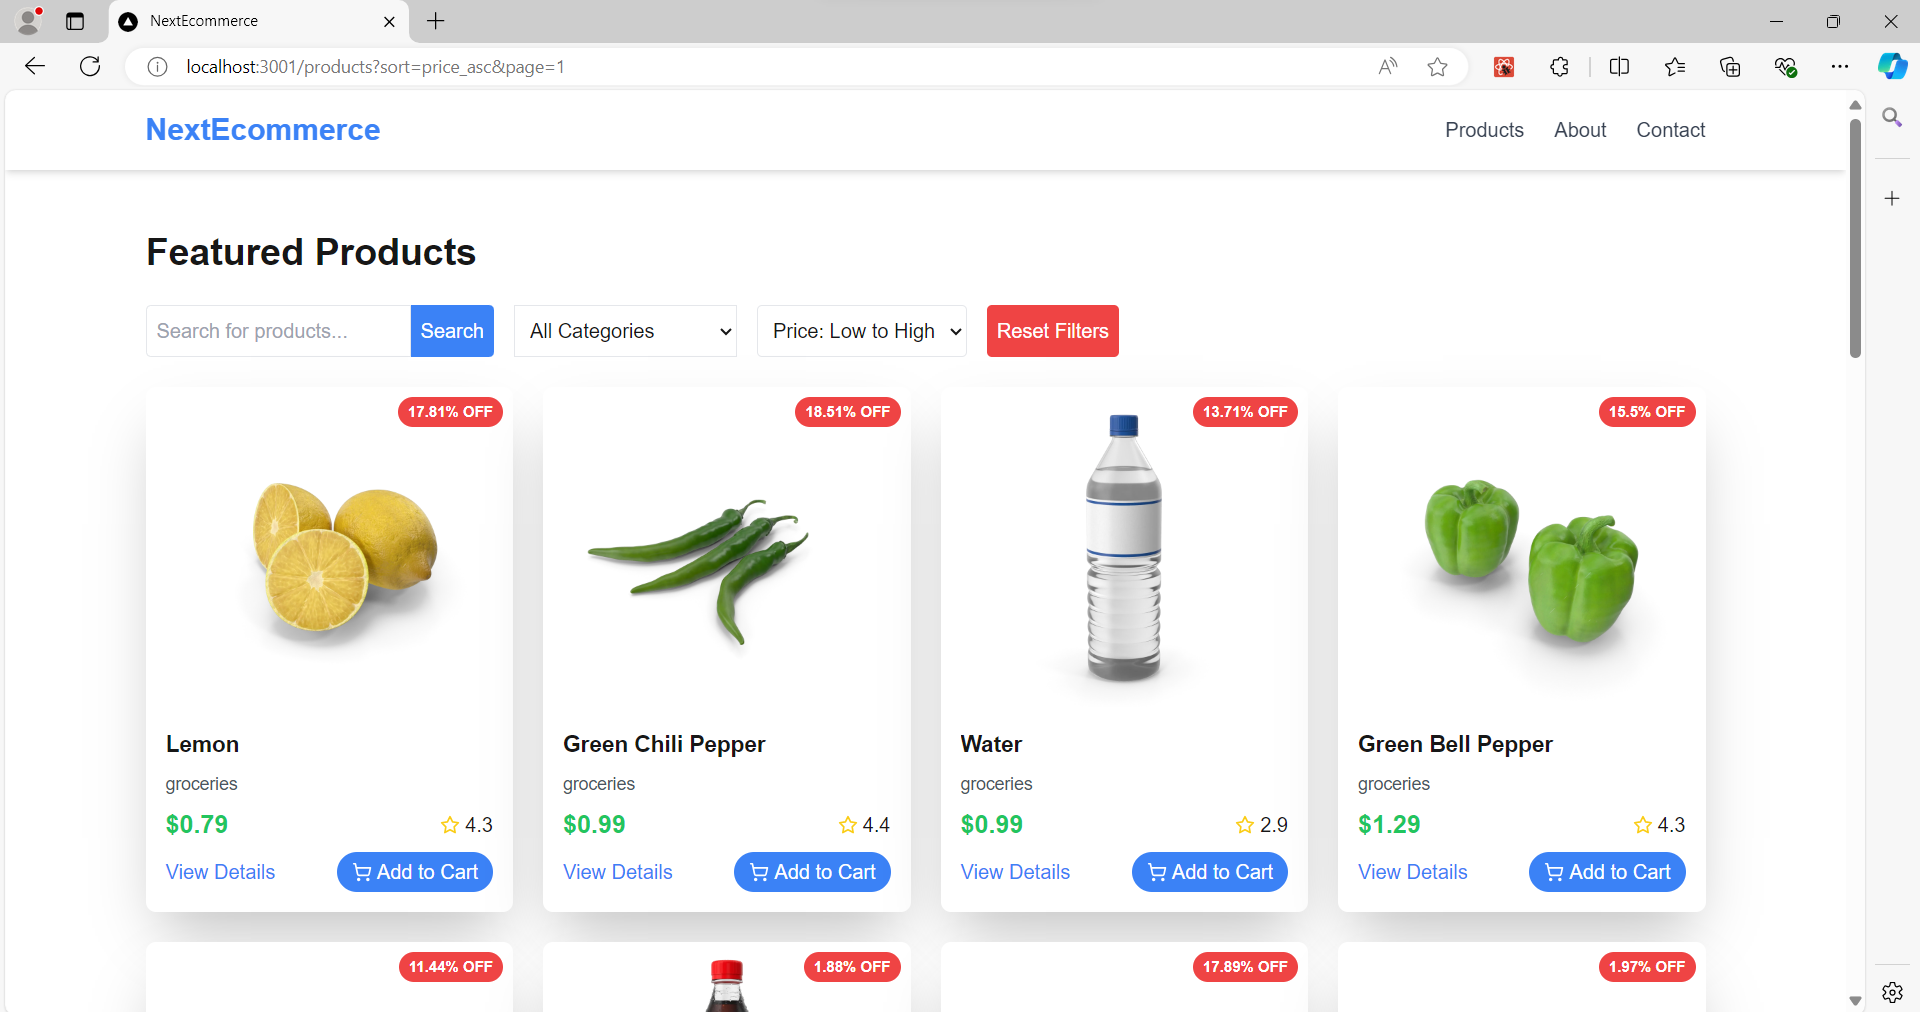 NextEcommerce
localhost:3001/products?sort=price_asc&page=1
NextEcommerce
Products About Contact
Featured Products
Search for products... Search All Categories Price: Low to High Reset Filters
17.81% OFF 18.51% OFF 13.71% OFF 15.5% OFF
Lemon Green Chili Pepper Water Green Bell Pepper
groceries groceries groceries groceries
$0.79 4.3 $0.99 4.4 $0.99 2.9 $1.29 4.3
View Details Add to Cart View Details Add to Cart View Details Add to Cart View Details Add to Cart
11.44% OFF 1.88% OFF 17.89% OFF 1.97% OFF